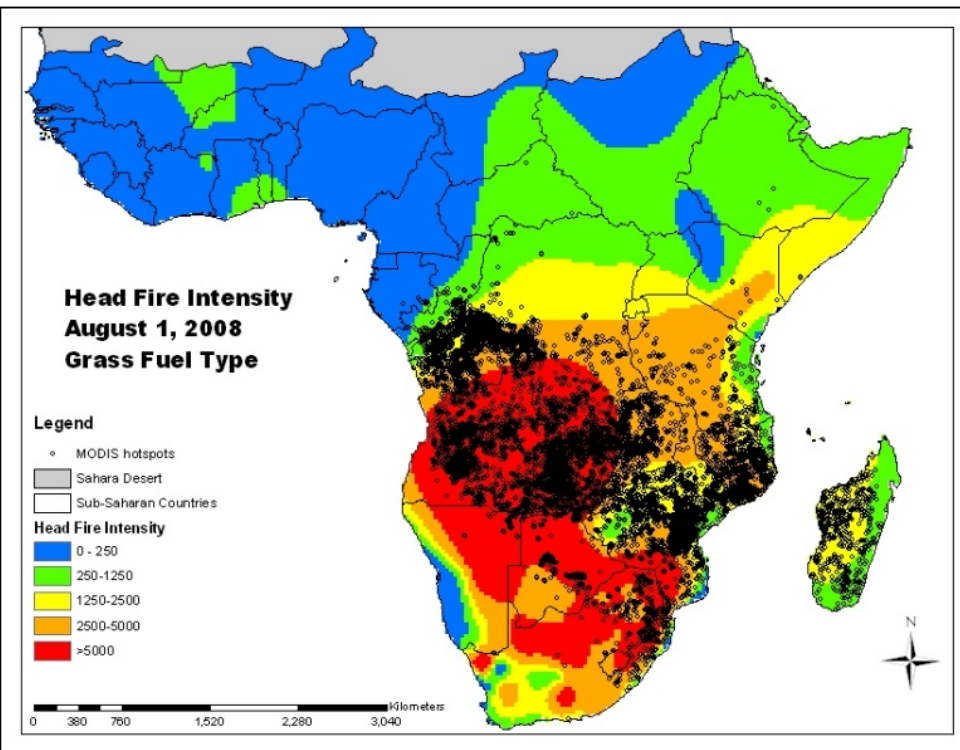 Head Fire Intensity
August 1, 2008
Grass Fuel Type
Legend
MODIS hotspots
Sahara Desert
Sub-Saharan Countries
Head Fire Intensity
0 - 250
250-1250
1250-2500
2500-5000
>5000
N
Kilometers
0 380 760 1,520 2,280 3,040